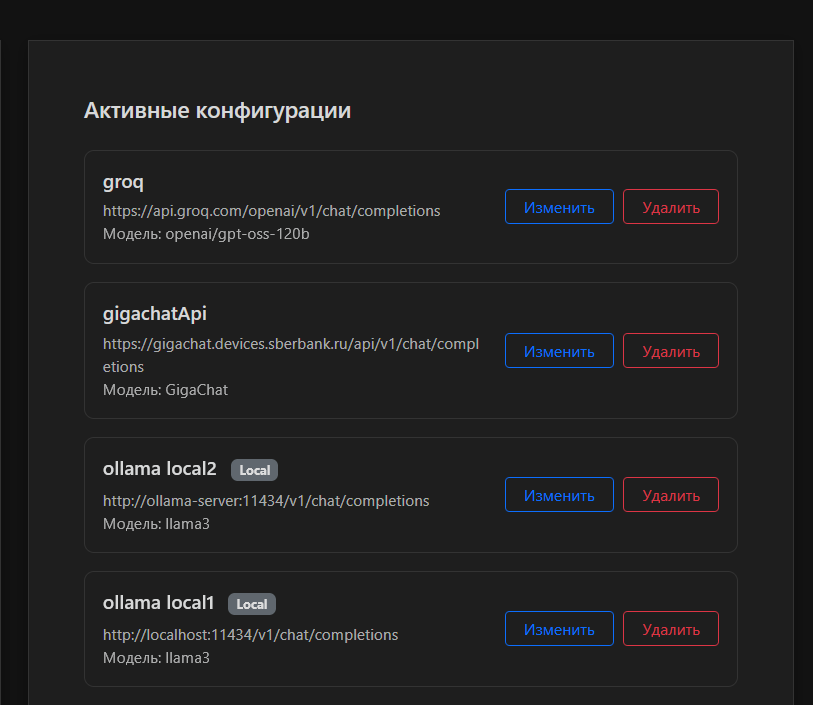 Активные конфигурации
groq
https://api.groq.com/openai/v1/chat/completions
Модель: openai/gpt-oss-120b
Изменить
Удалить
gigachatApi
https://gigachat.devices.sberbank.ru/api/v1/chat/compl
etions
Модель: GigaChat
Изменить
Удалить
ollama local2 Local
http://ollama-server:11434/v1/chat/completions
Модель: llama3
Изменить
Удалить
ollama local1 Local
http://localhost:11434/v1/chat/completions
Модель: llama3
Изменить
Удалить